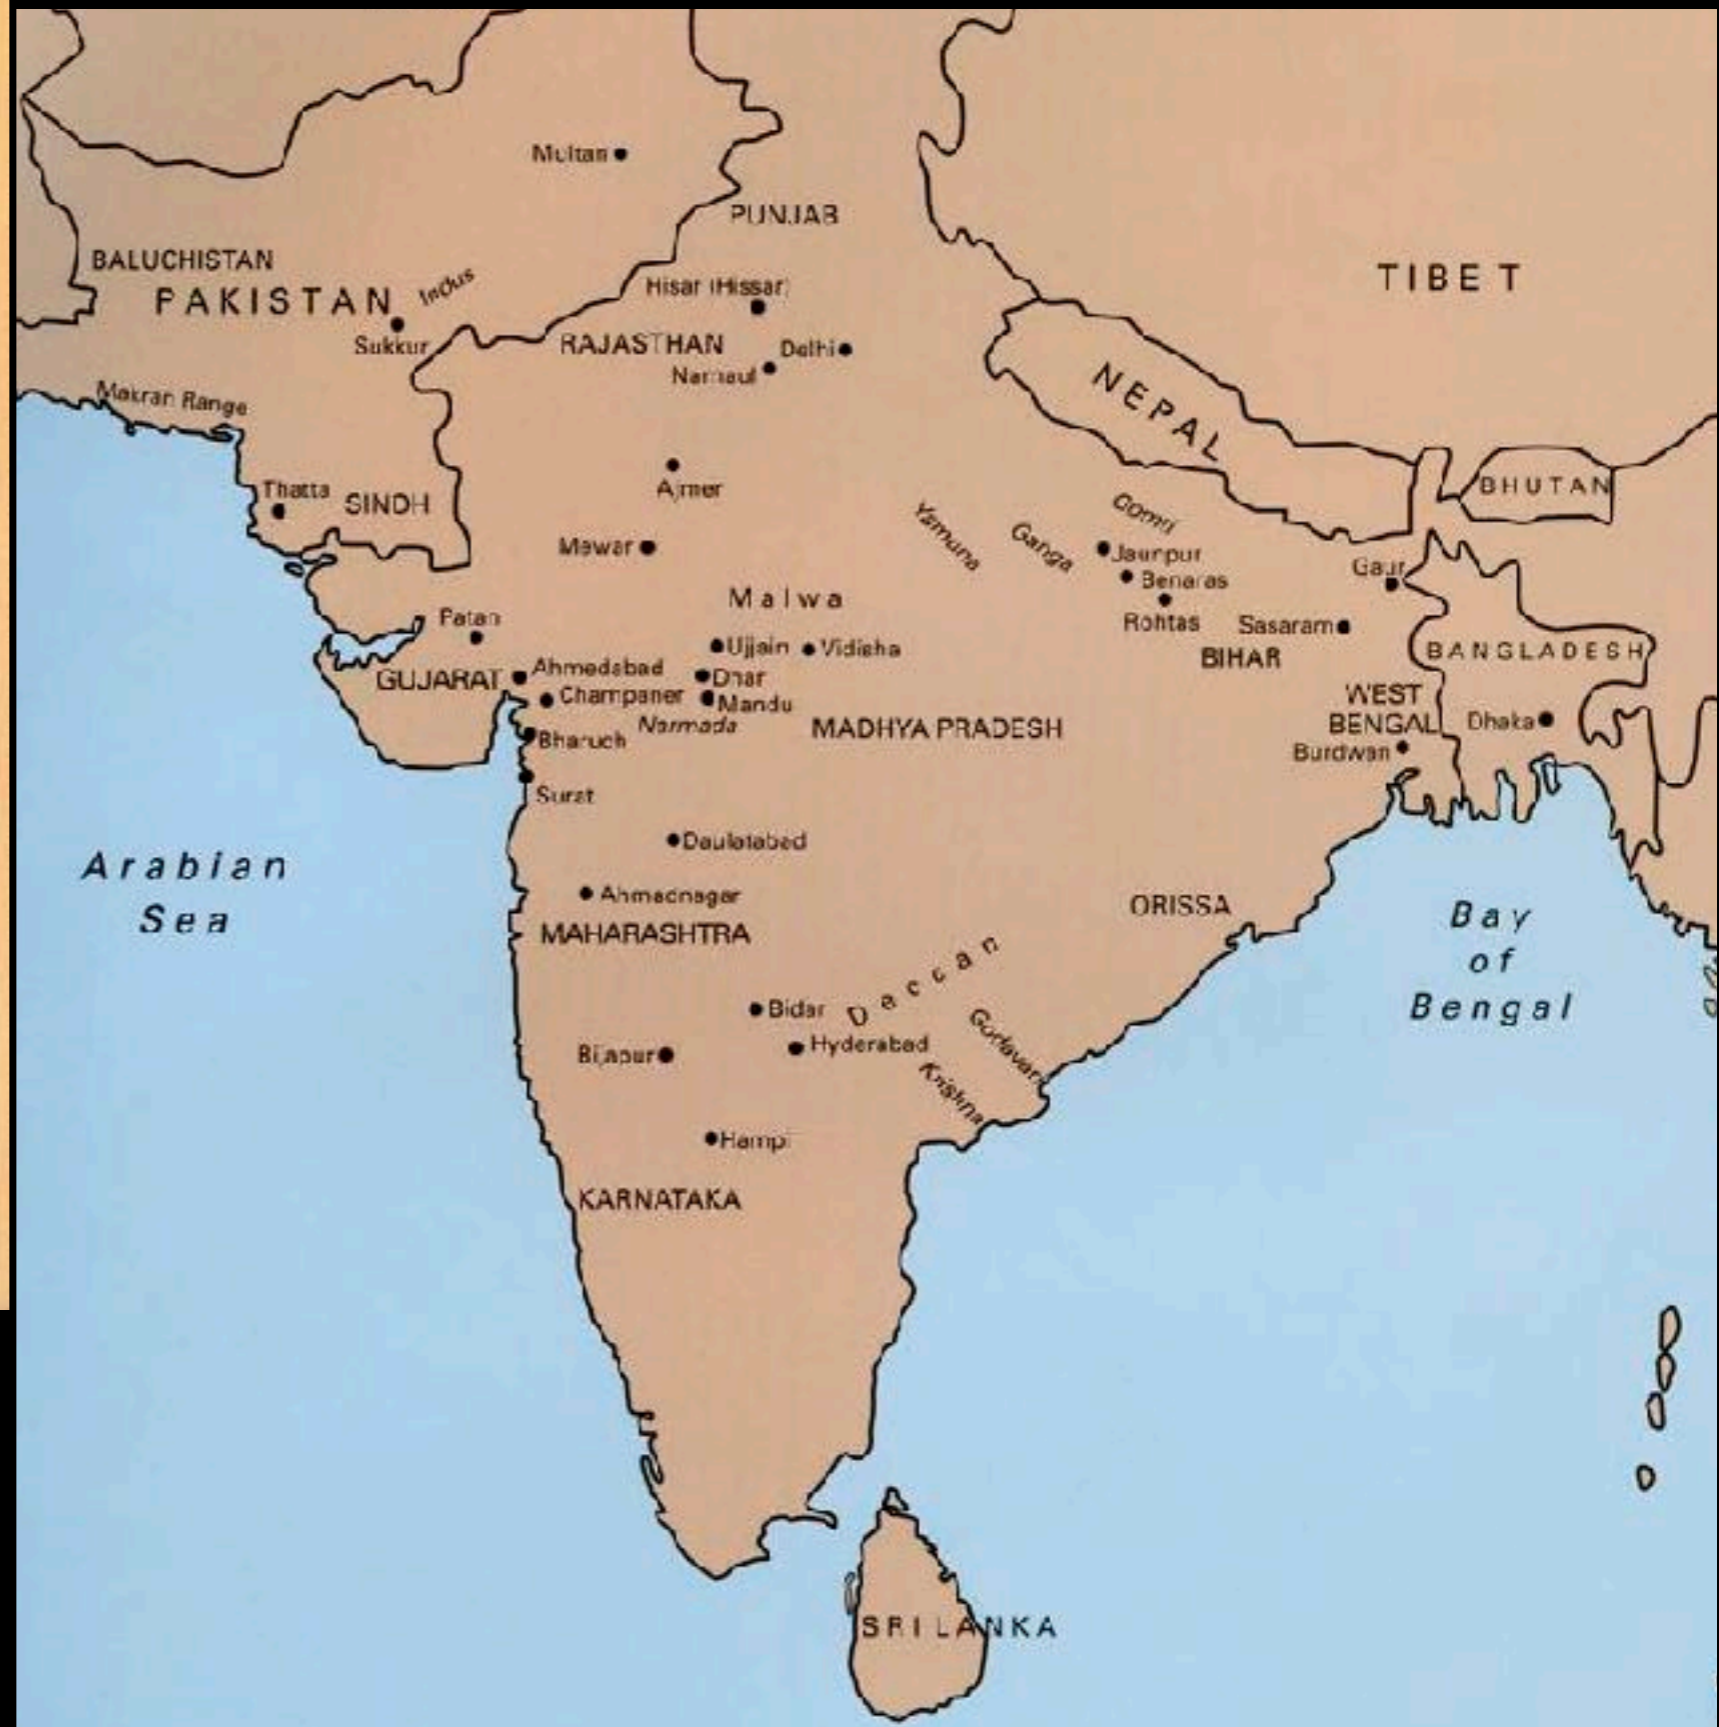 Multan
PUNJAB
BALUCHISTAN
TIBET
PAKISTAN
Indus
Hisar (Hissar)
Sukkur
RAJASTHAN
Delhi
Narnaul
Makran Range
NEPAL
Ajmer
Thatta
SINDH
BHUTAN
Mewar
Yamuna
Ganga
Gomti
Jaunpur
Gaur
Benaras
Malwa
Patan
Rohtas
Sasaram
Ujjain
Vidisha
BIHAR
BANGLADESH
Ahmedabad
GUJARAT
Dhar
Champaner
Mandu
WEST
BENGAL
Narmada
MADHYA PRADESH
Dhaka
Bharuch
Burdwan
Surat
Daulatabad
Arabian
Sea
Ahmadnagar
MAHARASHTRA
ORISSA
Bay
of
Bengal
Deccan
Bidar
Hyderabad
Godavari
Bijapur
Krishna
Hampi
KARNATAKA
SRI LANKA